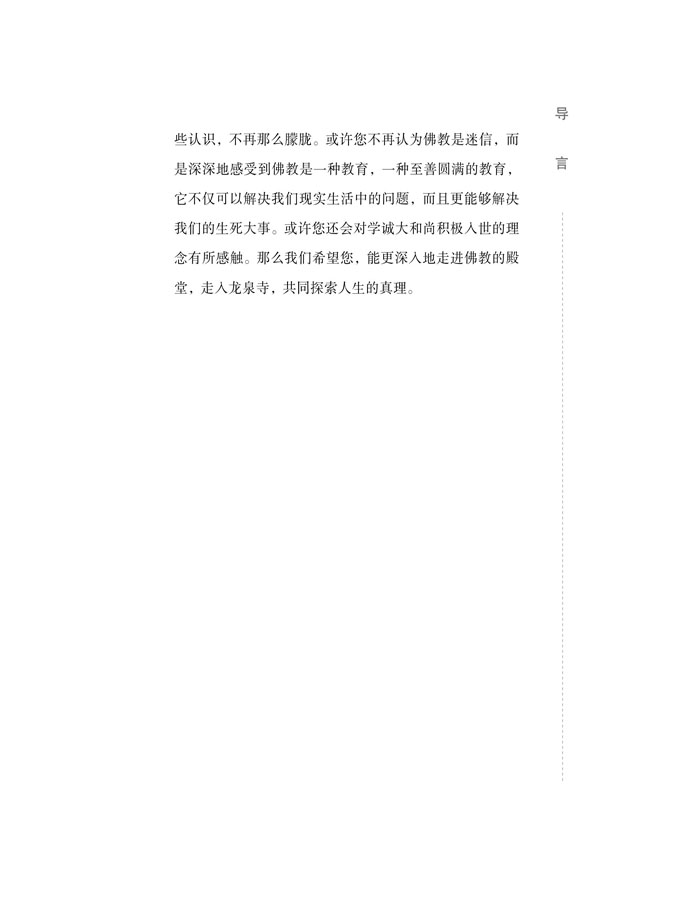 导言
些认识，不再那么朦胧。或许您不再认为佛教是迷信，而
是深深地感受到佛教是一种教育，一种至善圆满的教育，
它不仅可以解决我们现实生活中的问题，而且更能够解决
我们的生死大事。或许您还会对学诚大和尚积极入世的理
念有所感触。那么我们希望您，能更深入地走进佛教的殿
堂，走入龙泉寺，共同探索人生的真理。